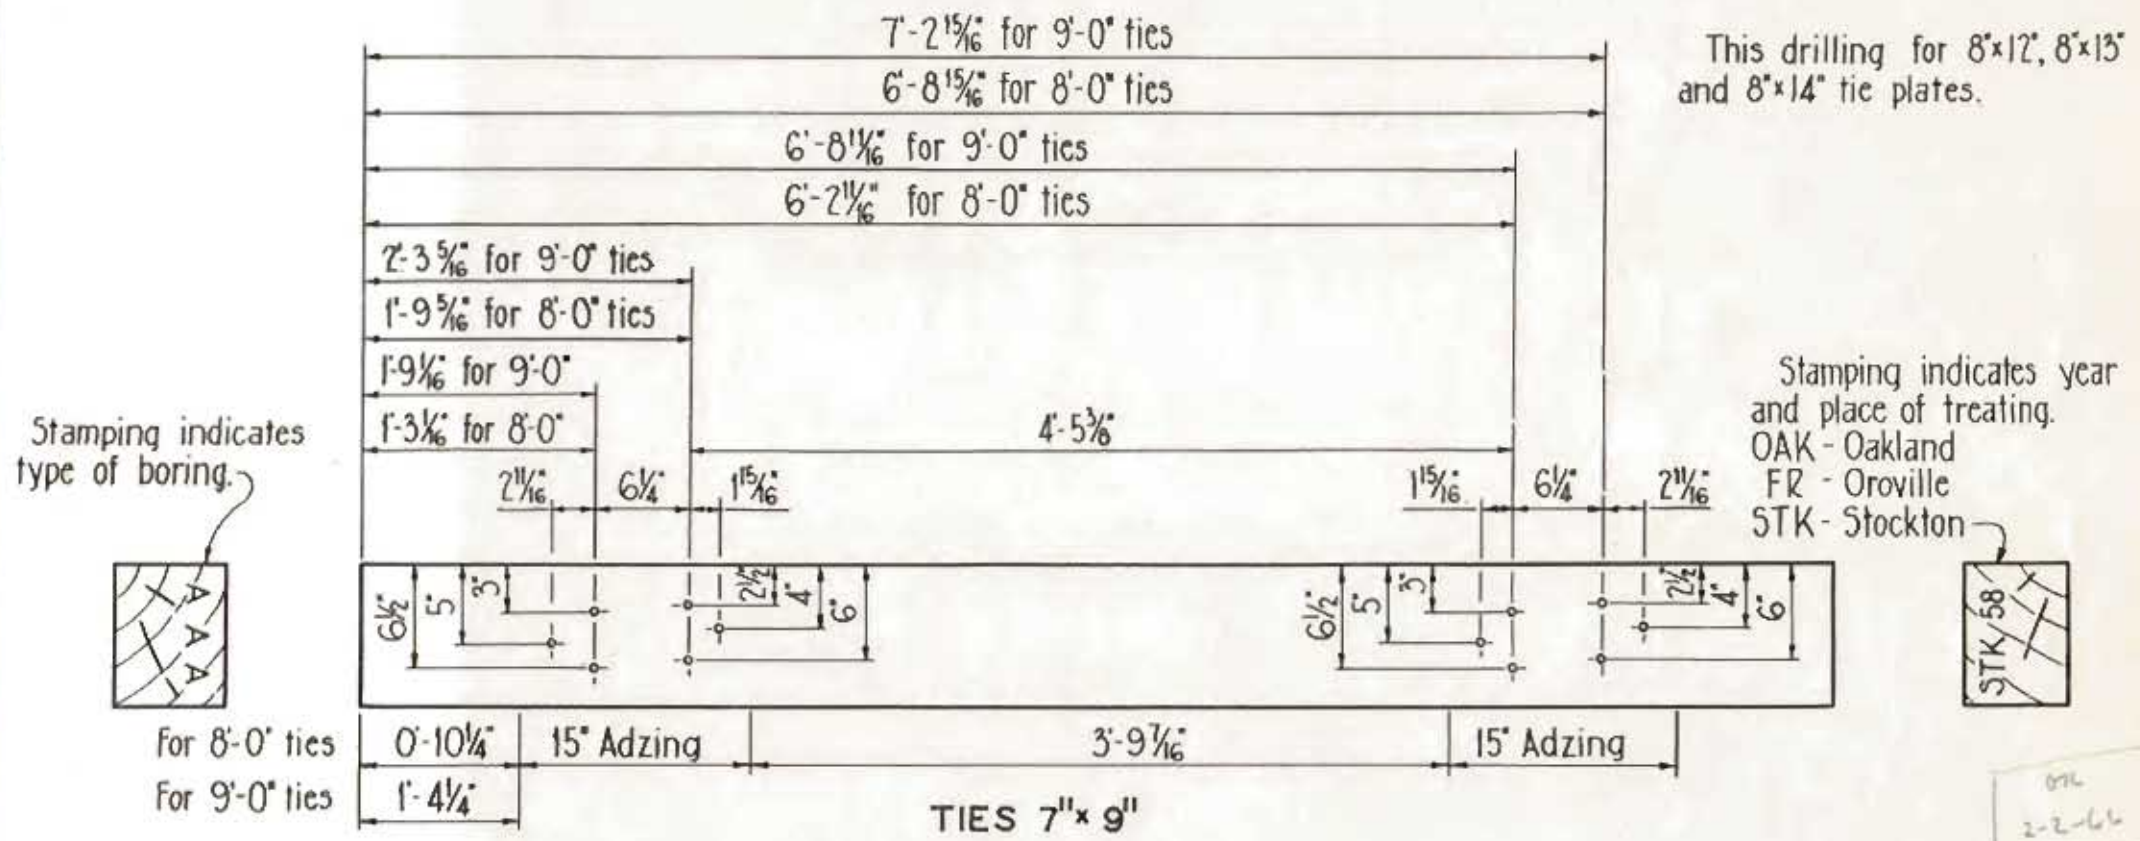 7'-2 15/16" for 9'-0" ties
6'-8 15/16" for 8'-0" ties
6'-8 11/16" for 9'-0" ties
6'-2 11/16" for 8'-0" ties
2'-3 5/16" for 9'-0" ties
1'-9 5/16" for 8'-0" ties
1'-9 1/16" for 9'-0"
1'-3 1/16" for 8'-0"
4'-5 3/8"
This drilling for 8"x12", 8"x13"
and 8"x14" tie plates.
Stamping indicates
type of boring.
2 11/16"
6 1/4"
1 15/16"
1 15/16"
6 1/4"
2 11/16"
Stamping indicates year
and place of treating.
OAK - Oakland
FR - Oroville
STK - Stockton
A
A
A
A
6 1/2"
5"
3"
2 1/2"
4"
6"
6 1/2"
5"
3"
2 1/2"
4"
6"
STK 58
For 8'-0" ties
0'-10 1/4"
15" Adzing
3'-9 7/16"
15" Adzing
For 9'-0" ties
1'-4 1/4"
TIES 7"x 9"
2-2-66